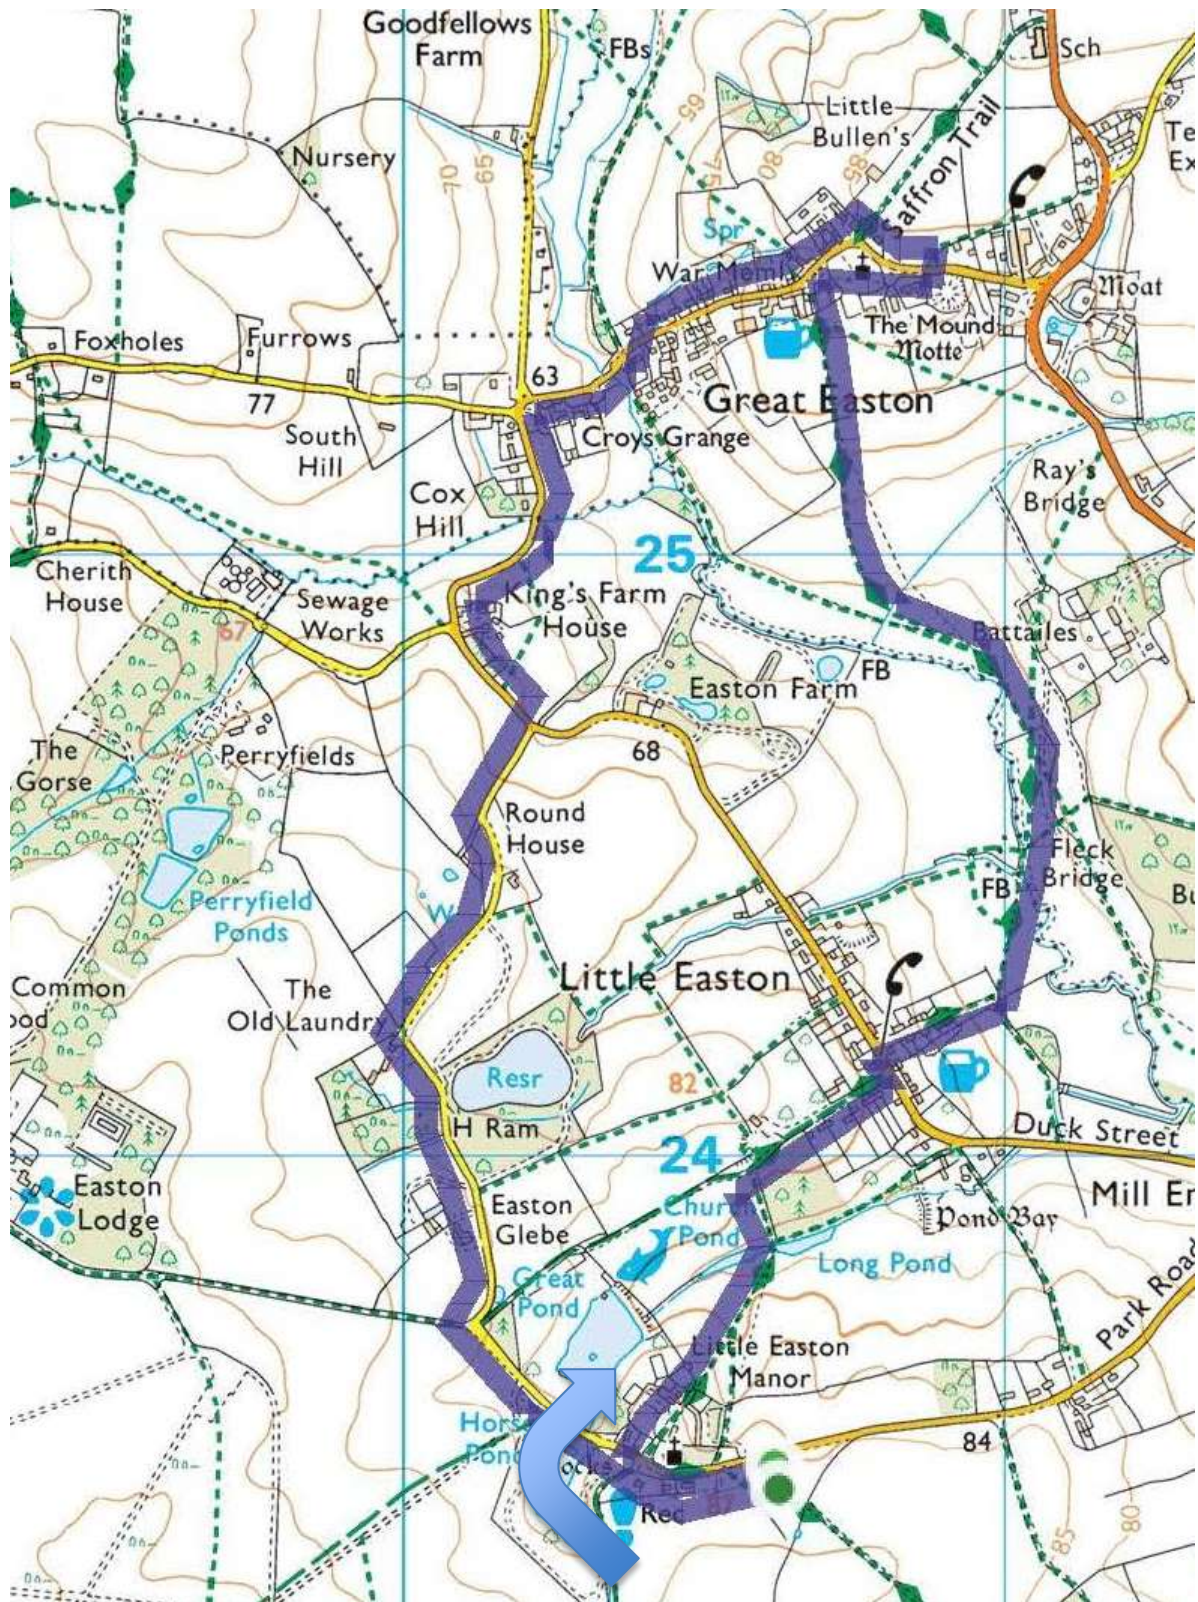 Goodfellows
Farm
FBs
Sch
Little
Bullen's
Saffron Trail
65
70
65
75
80
85
Nursery
Spr
War Meml
Moat
The Mound
Motte
Foxholes
Furrows
63
77
Great Easton
South
Hill
Croys Grange
Cox
Hill
Ray's
Bridge
25
Cherith
House
Sewage
Works
67
King's Farm
House
Battailes
Easton Farm
FB
68
The
Gorse
Perryfields
Round
House
Fleck
Bridge
FB
Perryfield
Ponds
W
Common
The
Old Laundry
Little Easton
Resr
82
H Ram
Duck Street
24
Easton
Lodge
Easton
Glebe
Church
Pond
Pond Bay
Mill
Long Pond
Great
Pond
Park Road
Little Easton
Manor
84
Horse
Pond
87
Rec
85
80